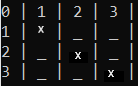 0 | 1 | 2 | 3 |
1 | x | _ | _ |
2 | _ | x | _ |
3 | _ | _ | x |